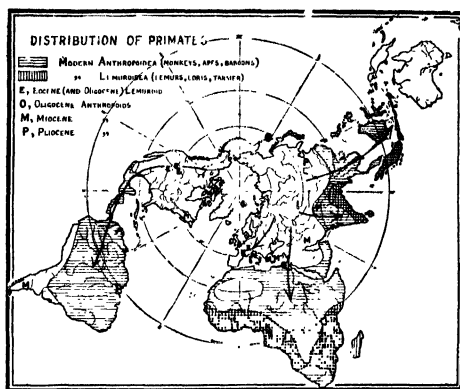 DISTRIBUTION OF PRIMATES
MODERN ANTHROPOIDEA (MONKEYS, APES, BABOONS)
" LEMUROIDEA (LEMURS, LORIS, TARSIER)
E, EOCENE (AND OLIGOCENE) LEMUROID
O, OLIGOCENE ANTHROPOIDS
M, MIOCENE "
P, PLIOCENE "
M